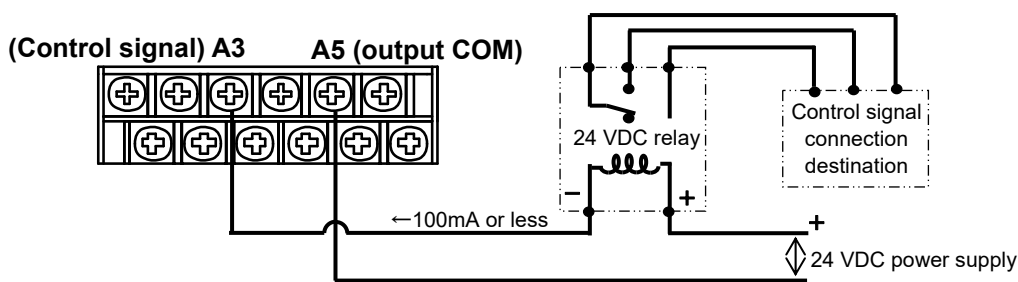 (Control signal) A3 A5 (output COM)
Control signal
connection
destination
24 VDC relay
– +
←100mA or less
+
24 VDC power supply